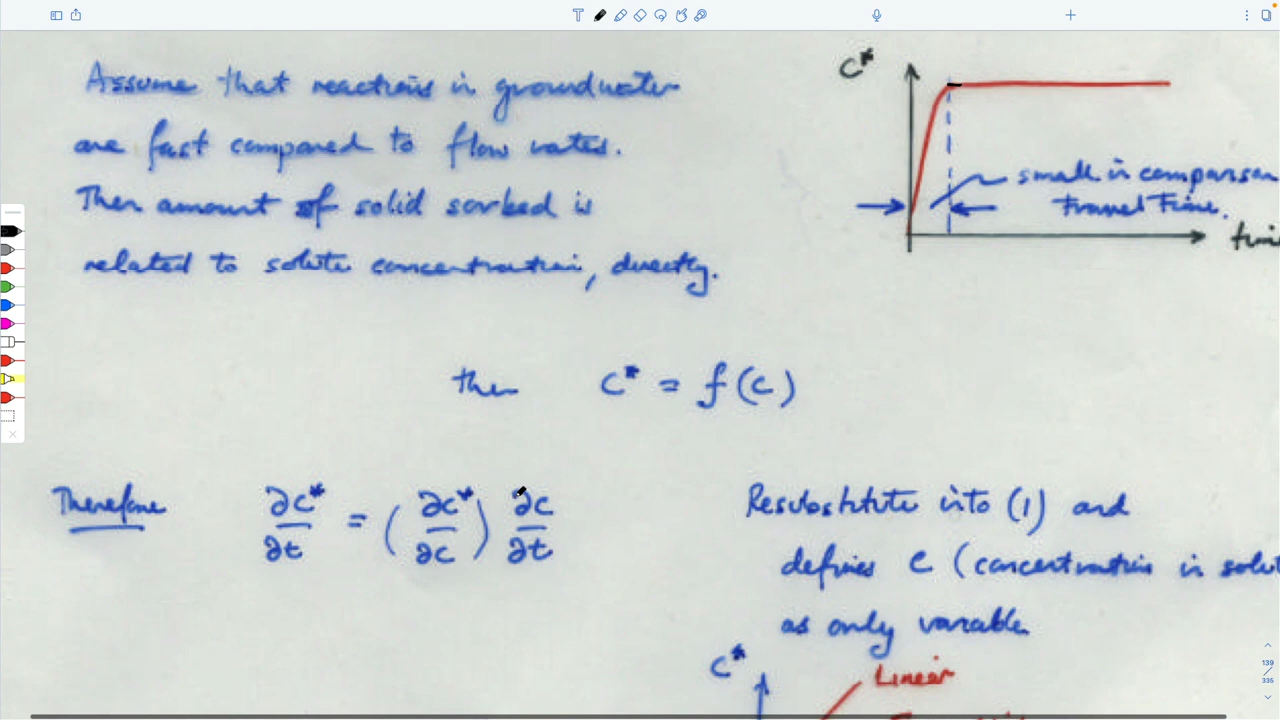 Assume that reactions in groundwater
are fast compared to flow rates.
Then amount of solid sorbed is
related to solute concentration, directly.
C*
small in comparison
Travel Time.
then C* = f(c)
Therefore ∂c*/∂t = (∂c*/∂c) ∂c/∂t
Resubstitute into (1) and
defines C (concentration in
as only variable
C*
Linear
139
335